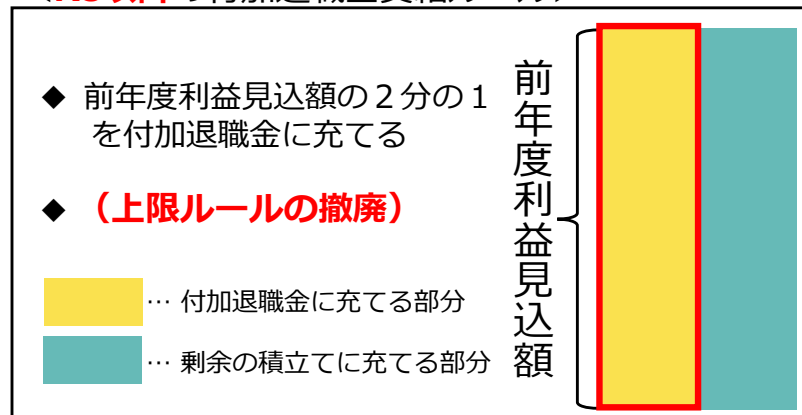 ◆ 前年度利益見込額の２分の１
を付加退職金に充てる
◆ （上限ルールの撤廃）
… 付加退職金に充てる部分
… 剰余の積立てに充てる部分
前年度利益見込額